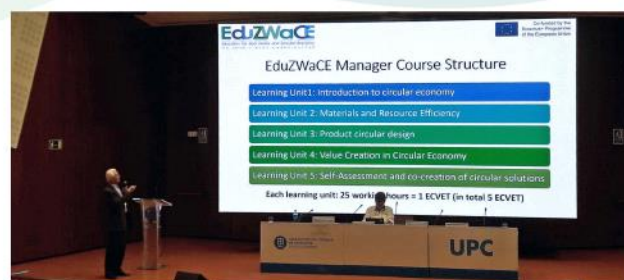 EduZWaCE
Co-funded by the
Erasmus+ Programme
of the European Union
EduZWaCE Manager Course Structure
Learning Unit1: Introduction to circular economy
Learning Unit 2: Materials and Resource Efficiency
Learning Unit 3: Product circular design
Learning Unit 4: Value Creation in Circular Economy
Learning Unit 5: Self-Assessment and co-creation of circular solutions
Each learning unit: 25 working hours = 1 ECVET (in total 5 ECVET)
UPC